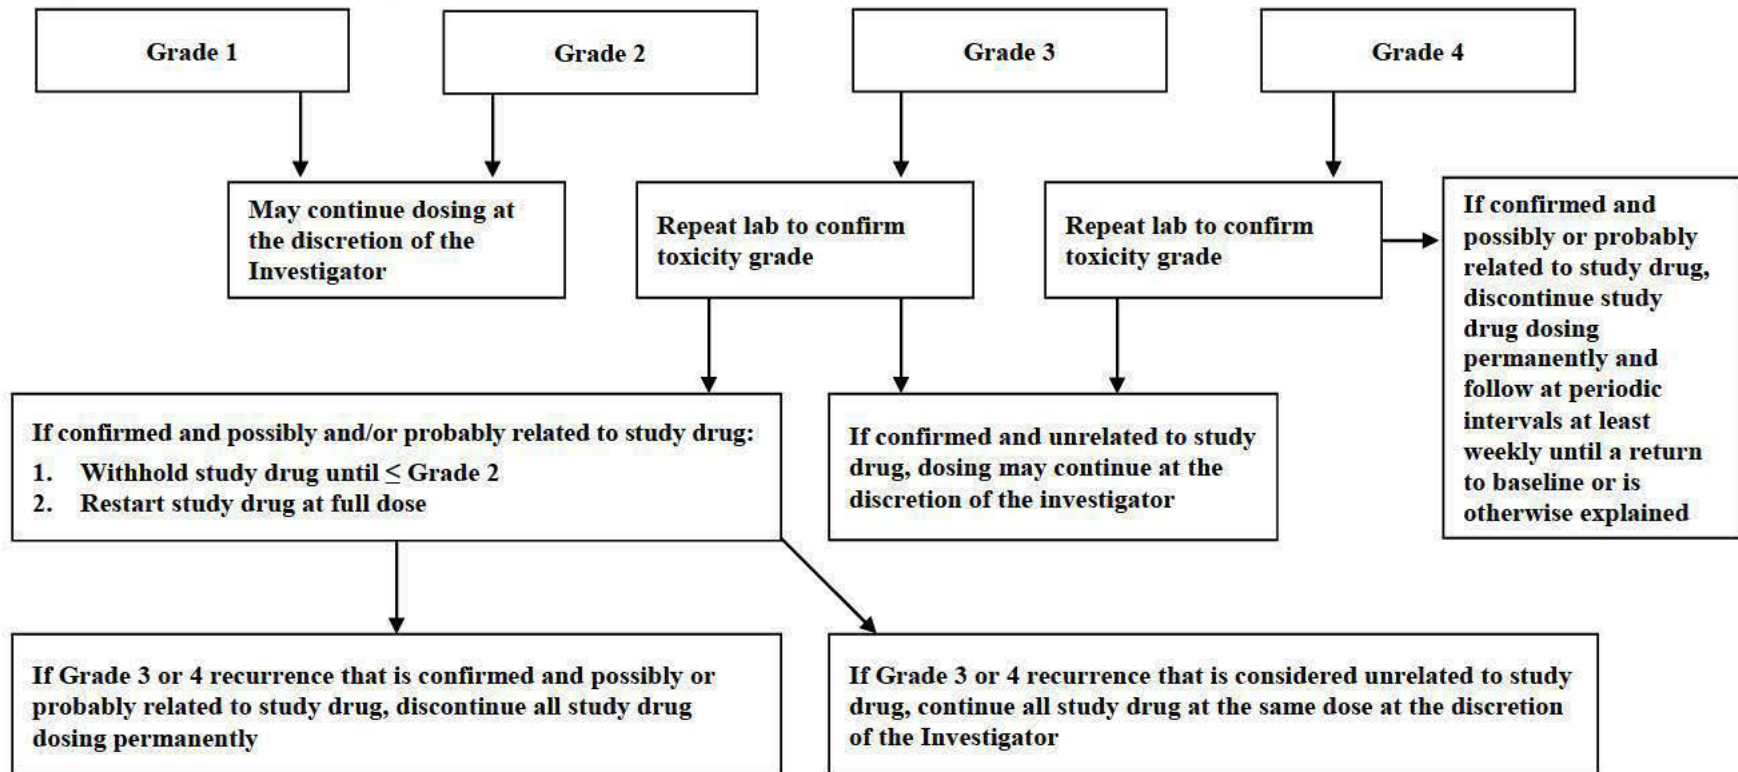 Grade 1
Grade 2
Grade 3
Grade 4
May continue dosing at
the discretion of the
Investigator
Repeat lab to confirm
toxicity grade
Repeat lab to confirm
toxicity grade
If confirmed and
possibly or probably
related to study drug,
discontinue study
drug dosing
permanently and
follow at periodic
intervals at least
weekly until a return
to baseline or is
otherwise explained
If confirmed and possibly and/or probably related to study drug:
1. Withhold study drug until ≤ Grade 2
2. Restart study drug at full dose
If confirmed and unrelated to study
drug, dosing may continue at the
discretion of the investigator
If Grade 3 or 4 recurrence that is confirmed and possibly or
probably related to study drug, discontinue all study drug
dosing permanently
If Grade 3 or 4 recurrence that is considered unrelated to study
drug, continue all study drug at the same dose at the discretion
of the Investigator